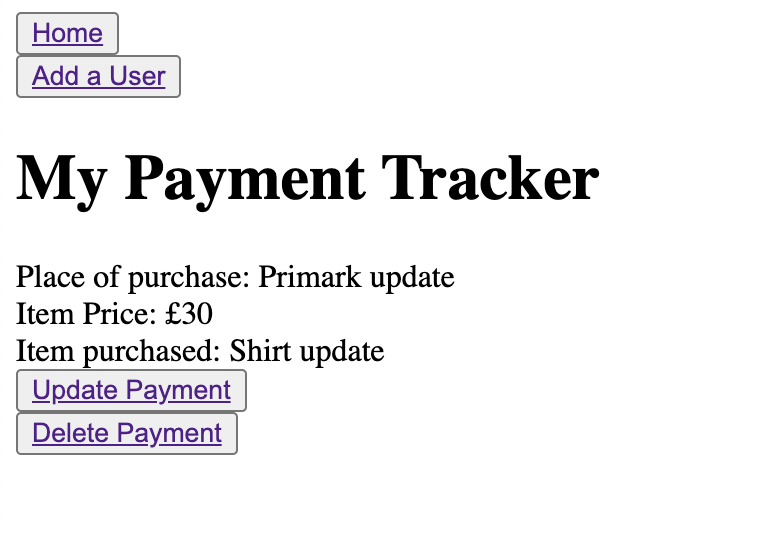 Home
Add a User
My Payment Tracker
Place of purchase: Primark update
Item Price: £30
Item purchased: Shirt update
Update Payment
Delete Payment